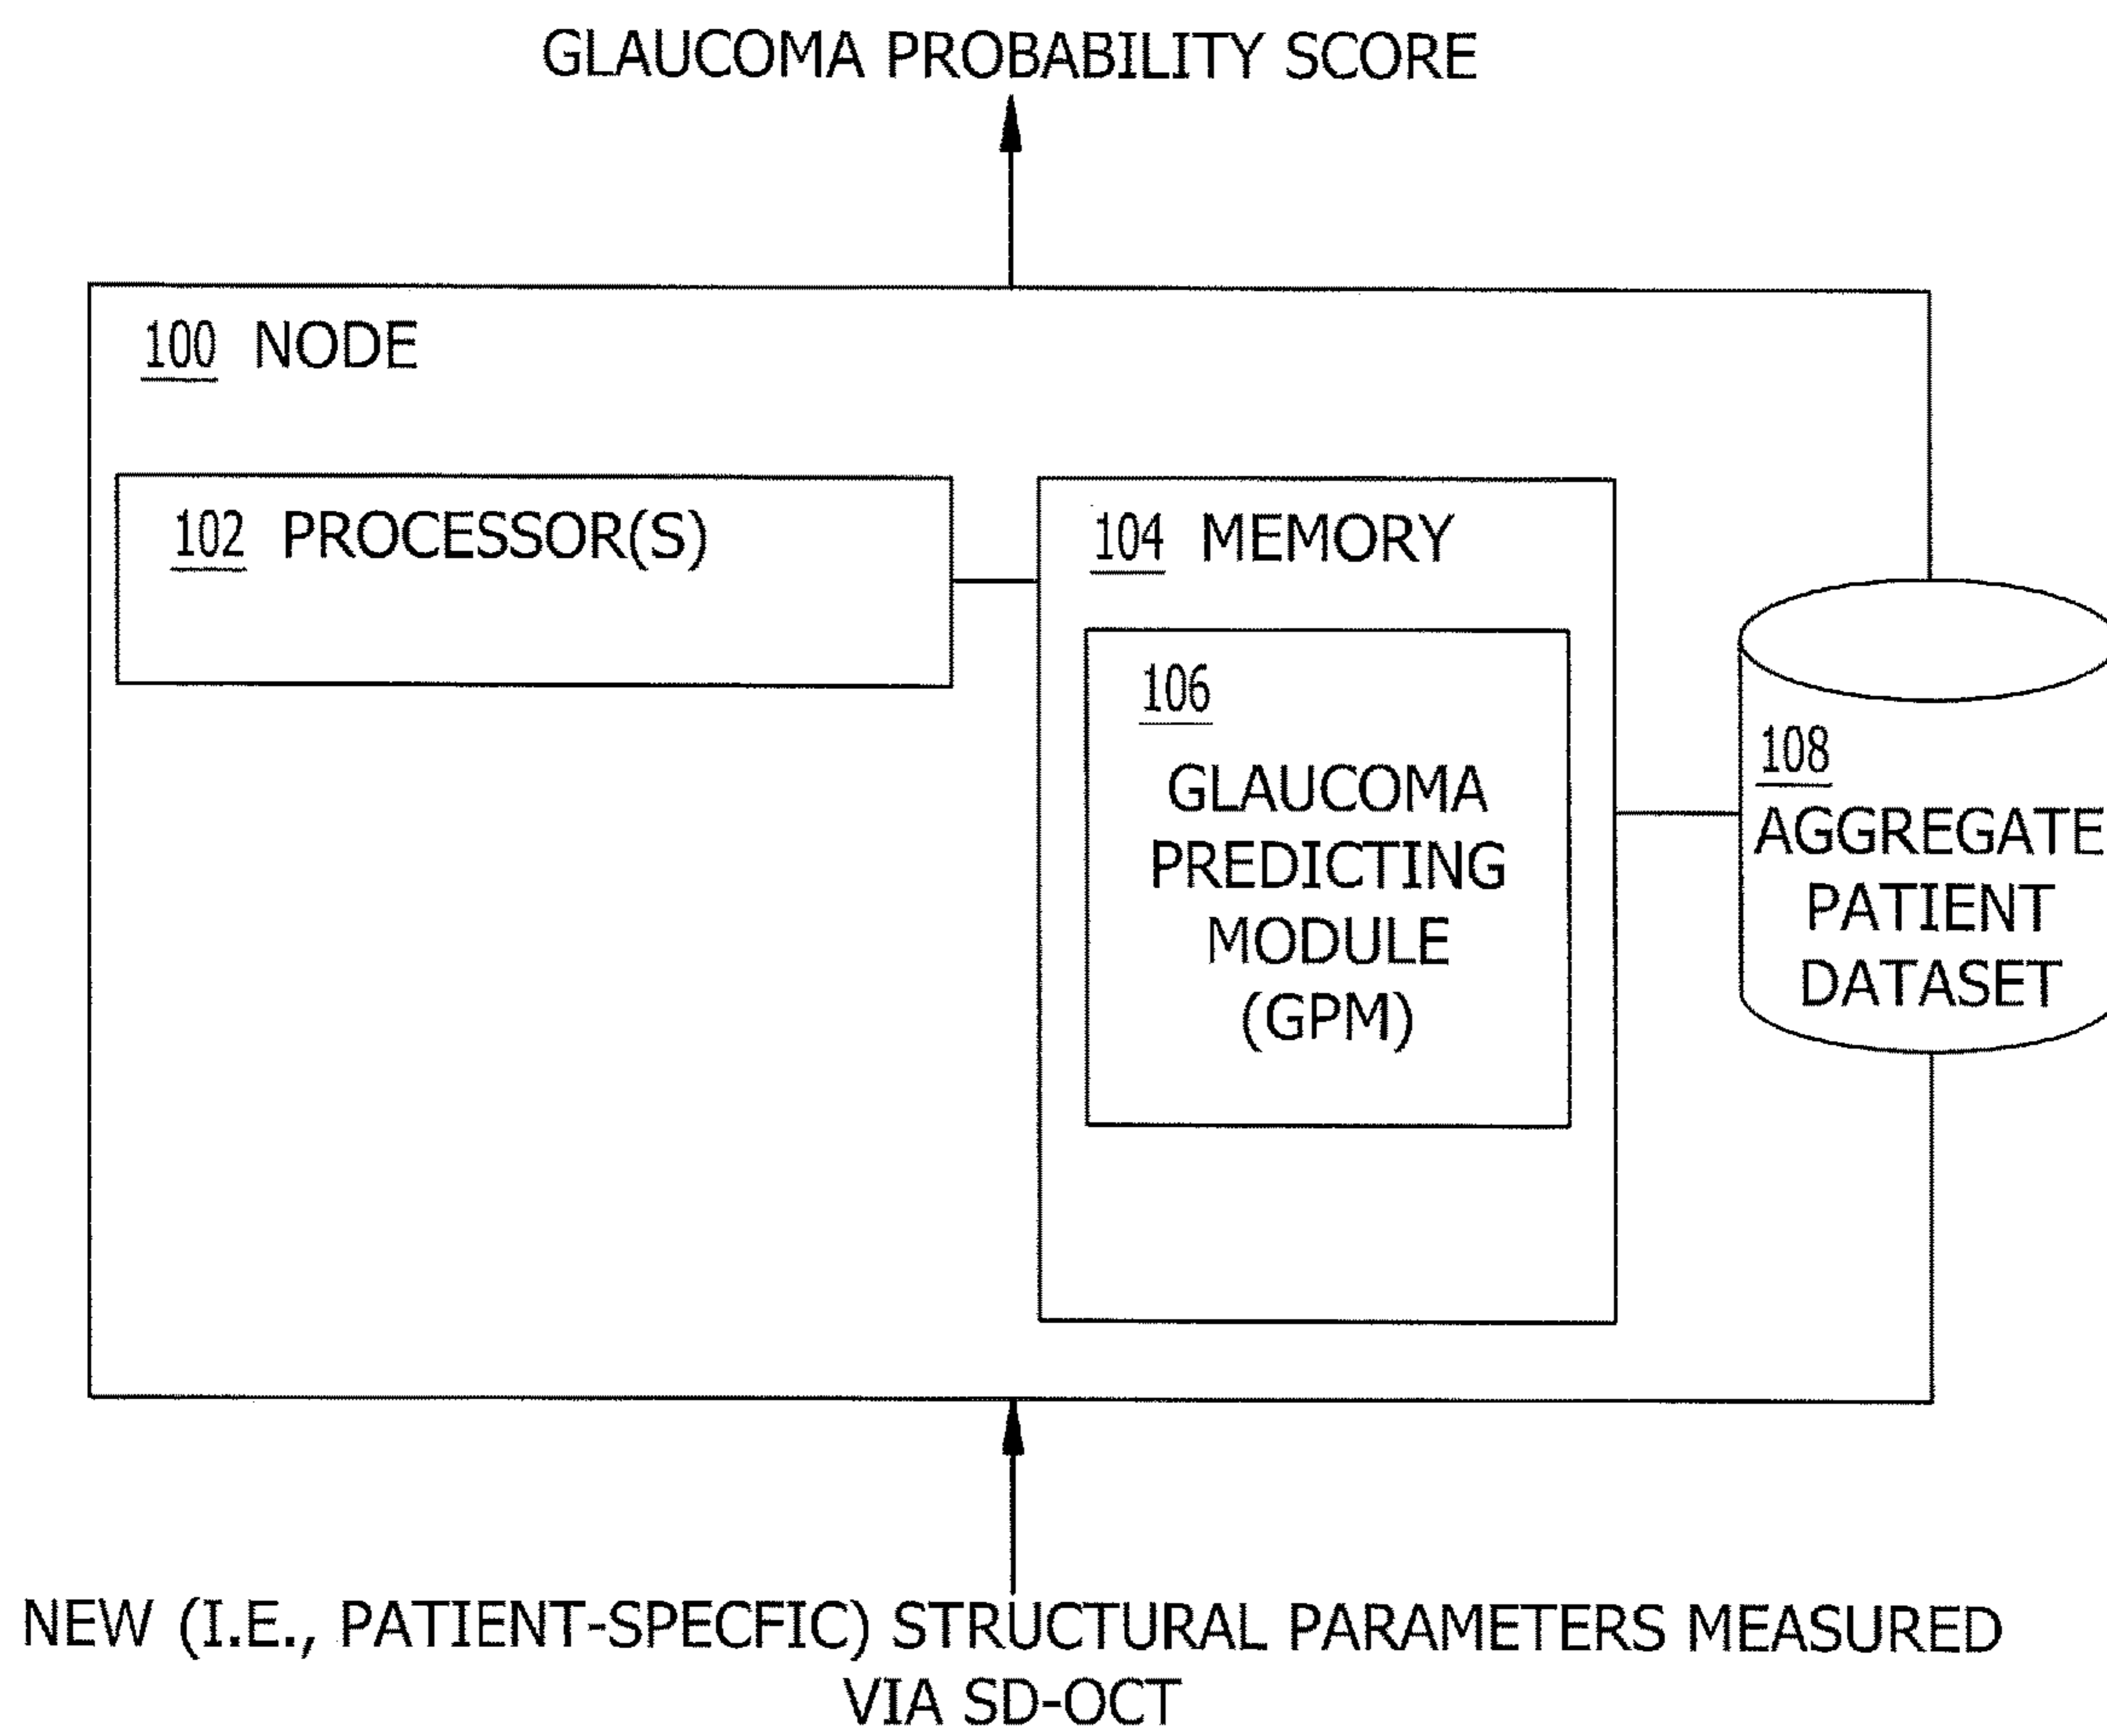 GLAUCOMA PROBABILITY SCORE
100 NODE
102 PROCESSOR(S)
104 MEMORY
106
GLAUCOMA
PREDICTING
MODULE
(GPM)
108
AGGREGATE
PATIENT
DATASET
NEW (I.E., PATIENT-SPECFIC) STRUCTURAL PARAMETERS MEASURED
VIA SD-OCT